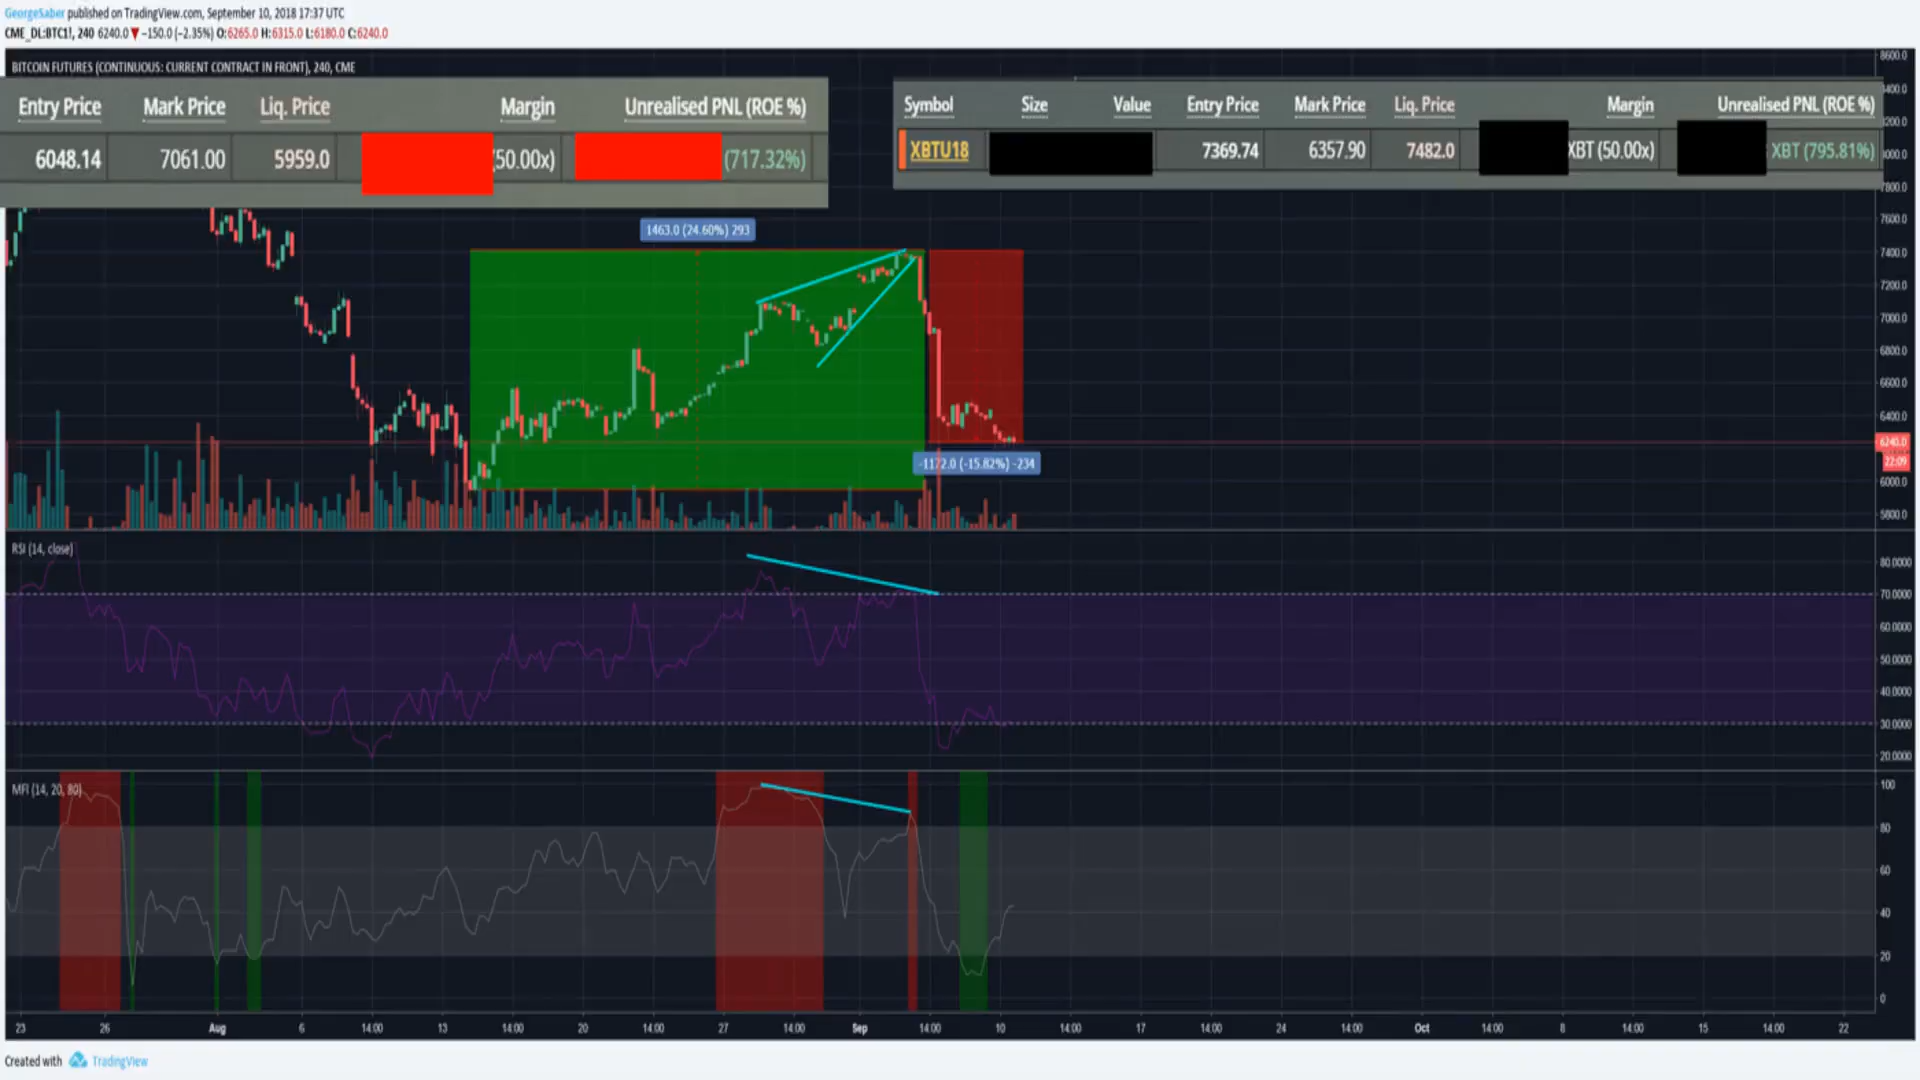 GeorgeSaber published on TradingView.com, September 10, 2018 17:37 UTC
CME_DL:BTC1!, 240 6240.0 ▼ −150.0 (−2.35%) O:6265.0 H:6315.0 L:6180.0 C:6240.0
BITCOIN FUTURES (CONTINUOUS: CURRENT CONTRACT IN FRONT), 240, CME
Entry Price Mark Price Liq. Price Margin Unrealised PNL (ROE %)
6048.14 7061.00 5959.0 (50.00x) (717.32%)
Symbol Size Value Entry Price Mark Price Liq. Price Margin Unrealised PNL (ROE %)
XBTU18 7369.74 6357.90 7482.0 XBT (50.00x) XBT (795.81%)
1463.0 (24.60%) 293
-1172.0 (-15.82%) -234
8600.0
8400.0
8200.0
8000.0
7800.0
7600.0
7400.0
7200.0
7000.0
6800.0
6600.0
6400.0
6240.0
22:09
6000.0
5800.0
RSI (14, close)
80.0000
70.0000
60.0000
50.0000
40.0000
30.0000
20.0000
MFI (14, 20, 80)
100
80
60
40
20
0
23 26 Aug 6 14:00 13 14:00 20 14:00 27 14:00 Sep 14:00 10 14:00 17 14:00 24 14:00 Oct 14:00 8 14:00 15 14:00 22
Created with TradingView